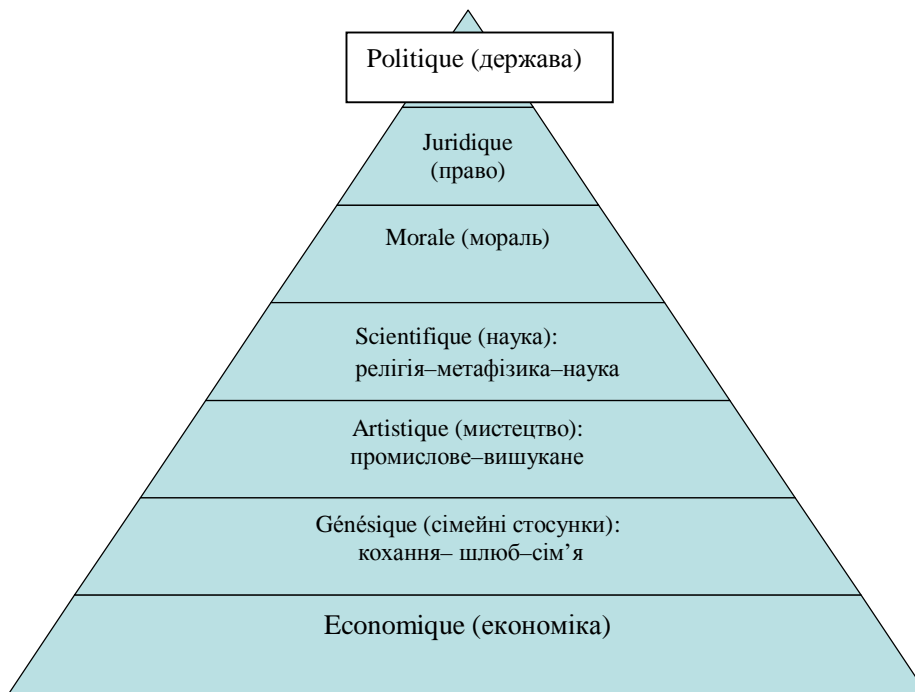 Politique (держава)
Juridique
(право)
Morale (мораль)
Scientifique (наука):
релігія–метафізика–наука
Artistique (мистецтво):
промислове–вишукане
Génésique (сімейні стосунки):
кохання– шлюб–сім’я
Economique (економіка)